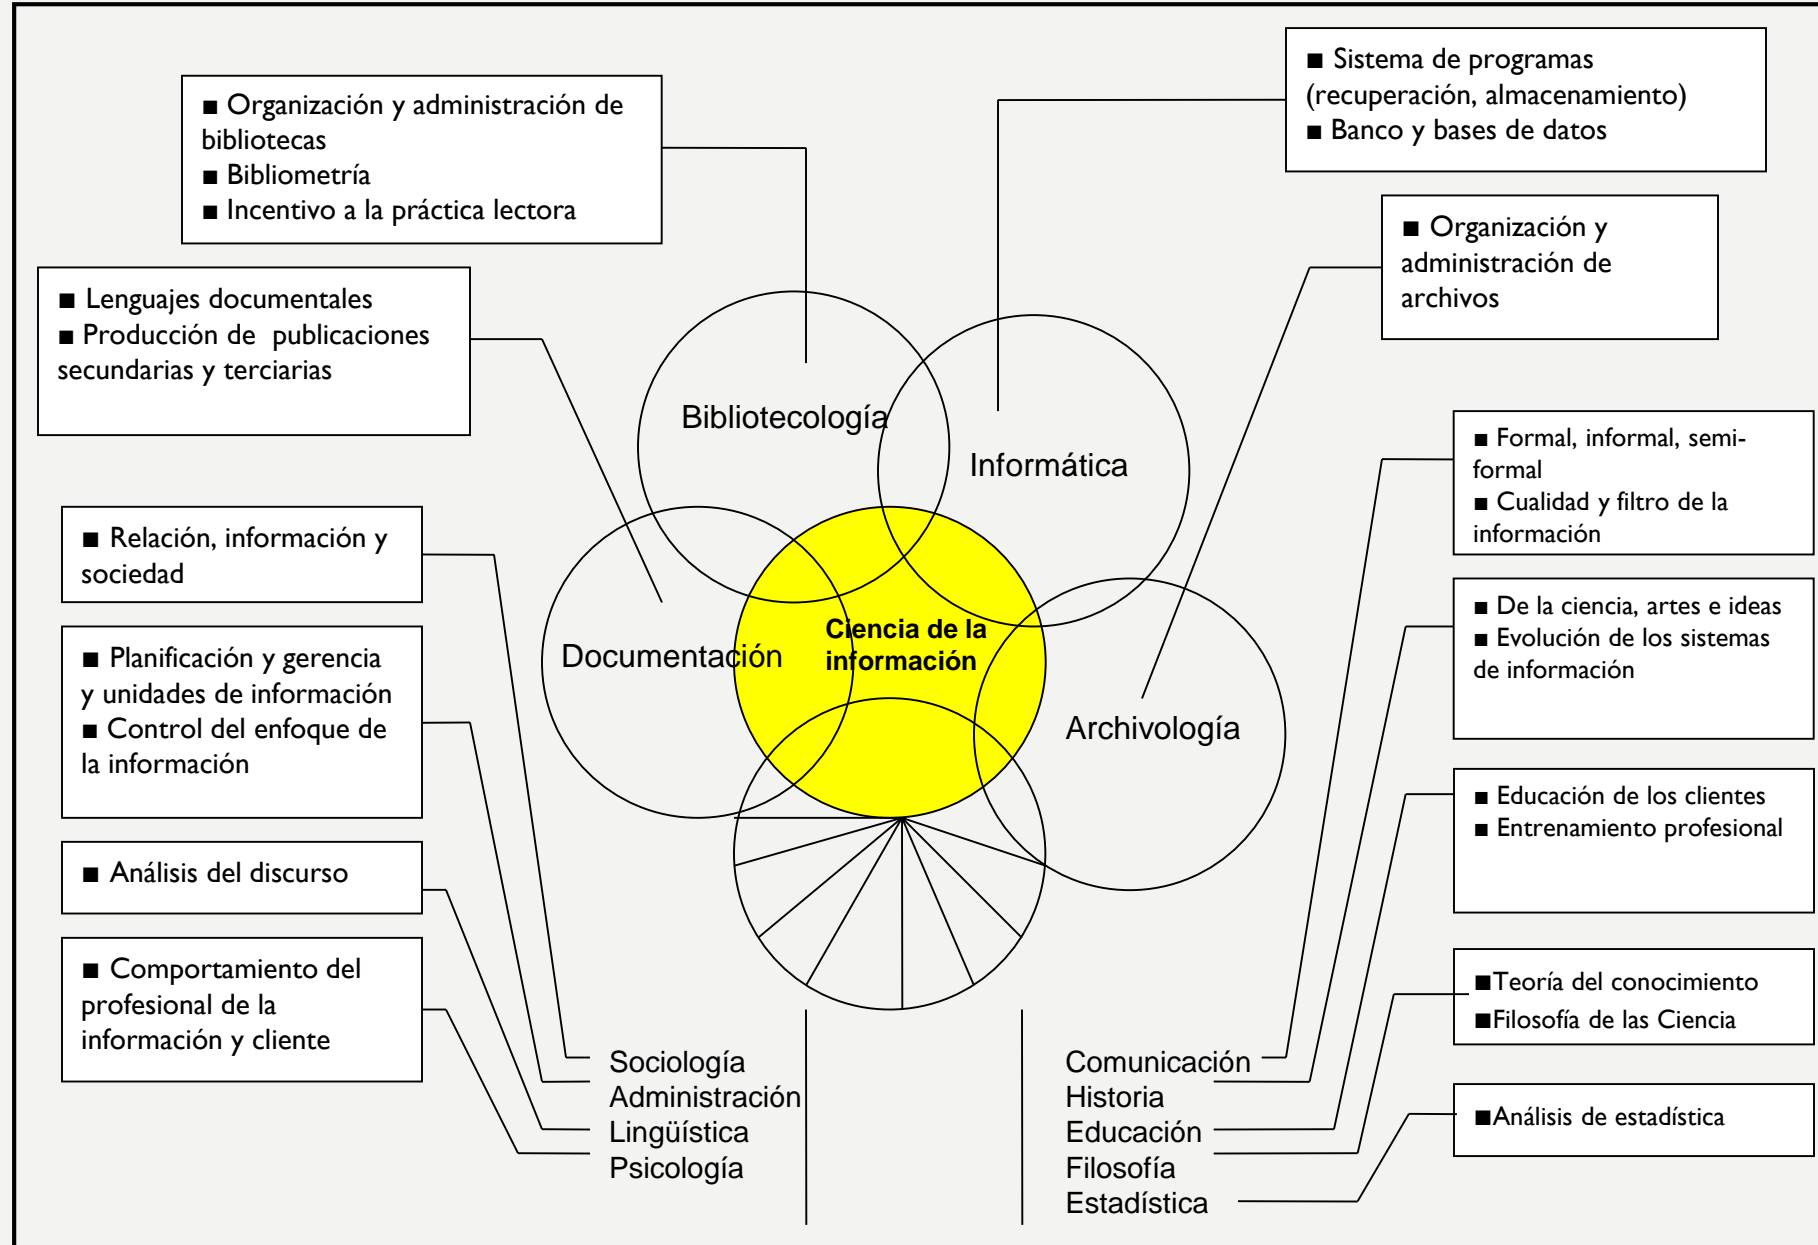 ■ Organización y administración de
bibliotecas
■ Bibliometría
■ Incentivo a la práctica lectora
■ Sistema de programas
(recuperación, almacenamiento)
■ Banco y bases de datos
■ Lenguajes documentales
■ Producción de publicaciones
secundarias y terciarias
■ Organización y
administración de
archivos
Bibliotecología
Informática
Documentación
Ciencia de la
información
Archivología
■ Relación, información y
sociedad
■ Planificación y gerencia
y unidades de información
■ Control del enfoque de
la información
■ Análisis del discurso
■ Comportamiento del
profesional de la
información y cliente
■ Formal, informal, semi-
formal
■ Cualidad y filtro de la
información
■ De la ciencia, artes e ideas
■ Evolución de los sistemas
de información
■ Educación de los clientes
■ Entrenamiento profesional
■Teoría del conocimiento
■Filosofía de las Ciencia
■Análisis de estadística
Sociología
Administración
Lingüística
Psicología
Comunicación
Historia
Educación
Filosofía
Estadística